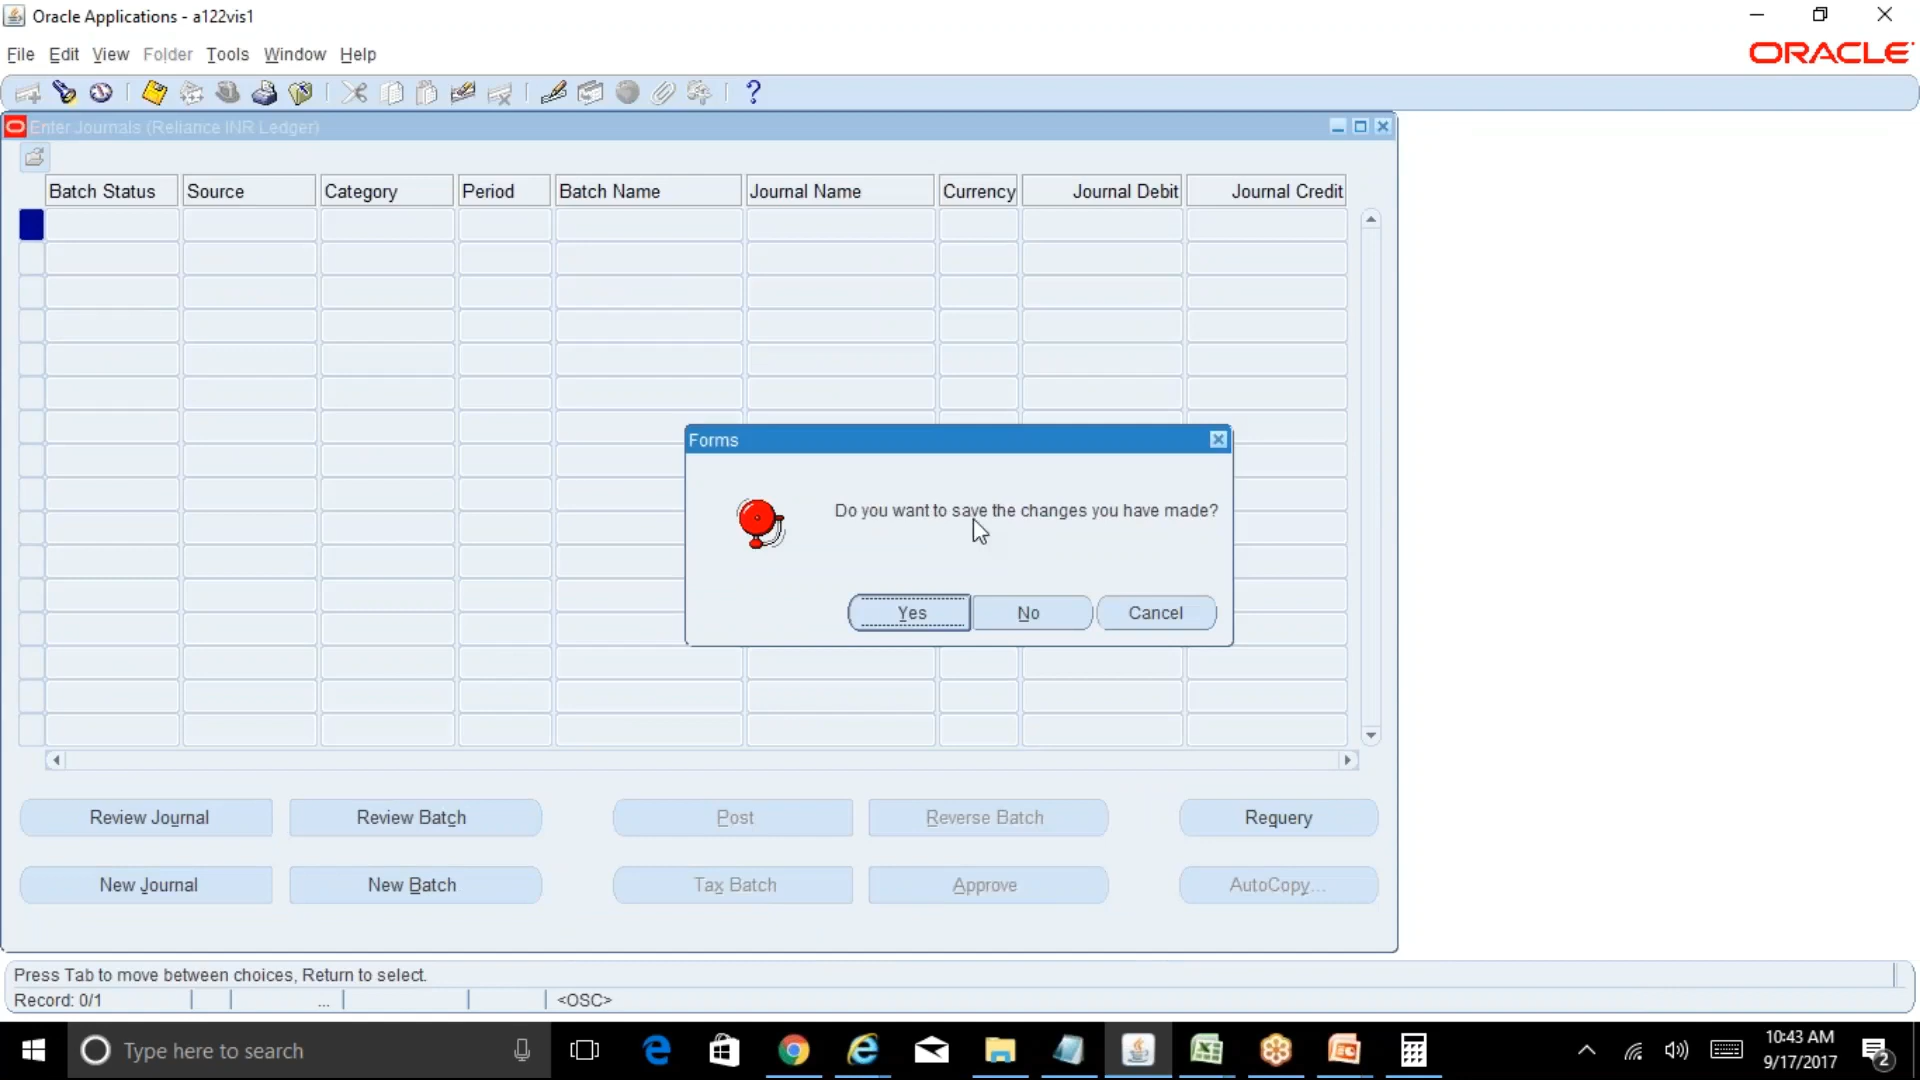 Oracle Applications - a122vis1
File Edit View Folder Tools Window Help
ORACLE
Enter Journals (Reliance INR Ledger)
Batch Status Source Category Period Batch Name Journal Name Currency Journal Debit Journal Credit
Forms
Do you want to save the changes you have made?
Yes No Cancel
Review Journal Review Batch Post Reverse Batch Requery
New Journal New Batch Tax Batch Approve AutoCopy...
Press Tab to move between choices, Return to select.
Record: 0/1 ... <OSC>
Type here to search
10:43 AM
9/17/2017
2